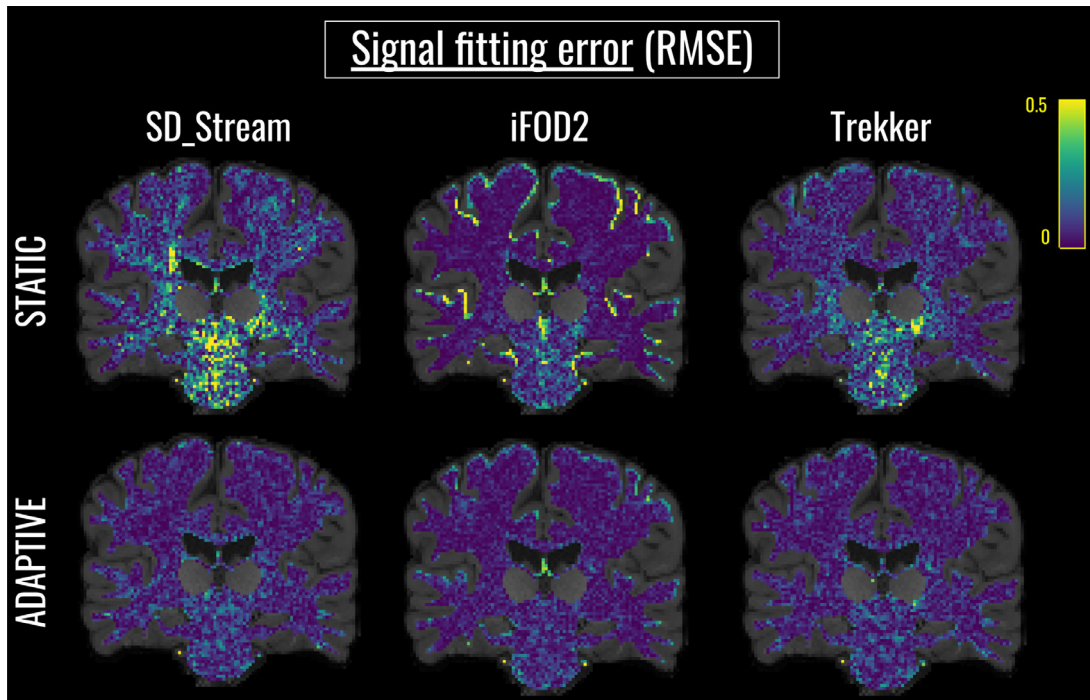 Signal fitting error (RMSE)
SD_Stream
iFOD2
Trekker
0.5
0
STATIC
ADAPTIVE